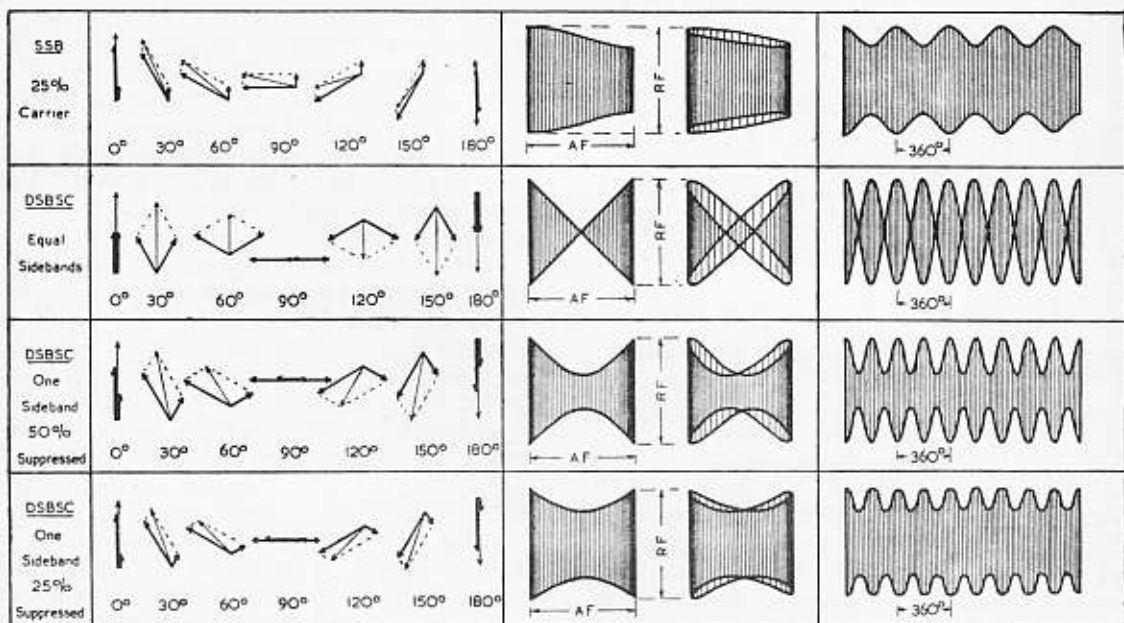 SSB
25%
Carrier
0° 30° 60° 90° 120° 150° 180°
AF
RF
360°
DSBSC
Equal
Sidebands
0° 30° 60° 90° 120° 150° 180°
AF
RF
360°
DSBSC
One
Sideband
50%
Suppressed
0° 30° 60° 90° 120° 150° 180°
AF
RF
360°
DSBSC
One
Sideband
25%
Suppressed
0° 30° 60° 90° 120° 150° 180°
AF
RF
360°